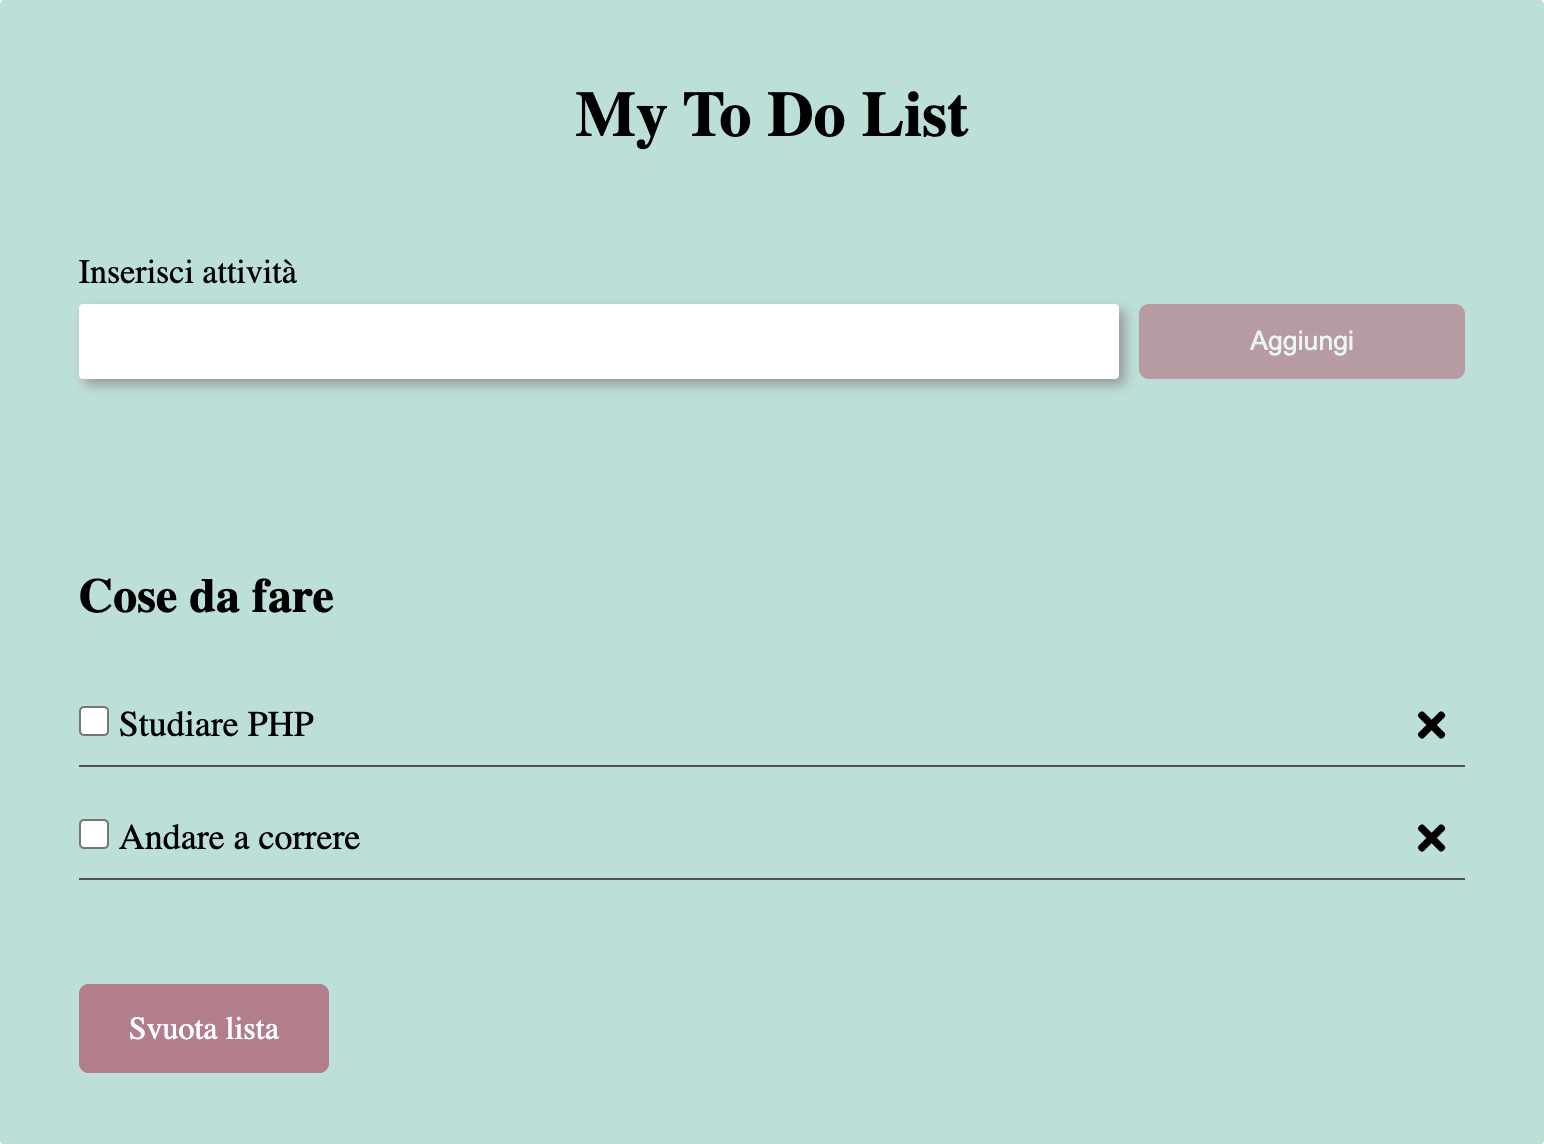 My To Do List
Inserisci attività
Aggiungi
Cose da fare
Studiare PHP
Andare a correre
Svuota lista